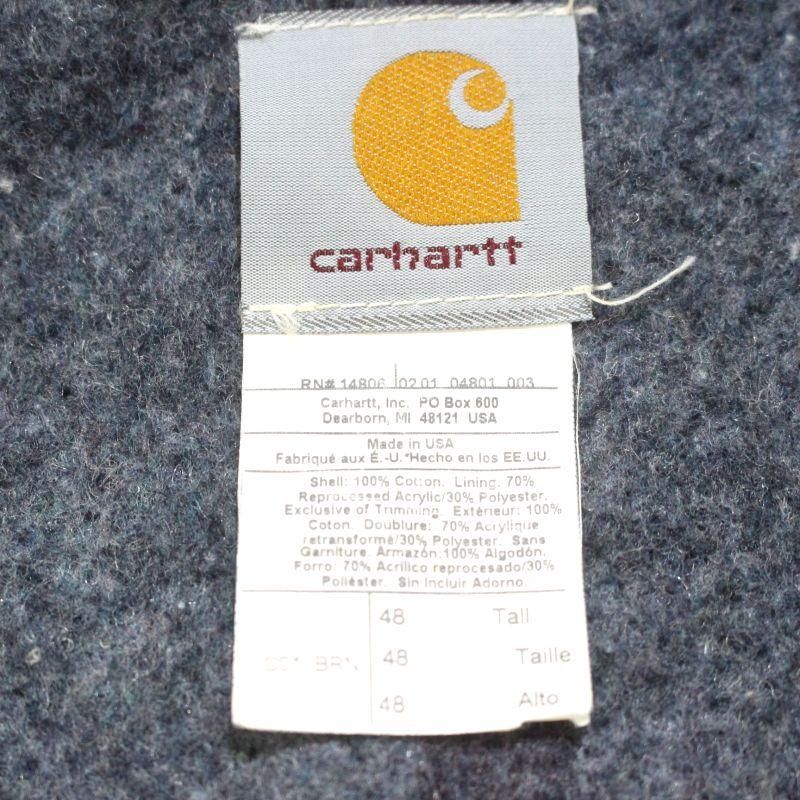 carhartt
RN# 14806 02 01 04801 003
Carhartt, Inc. PO Box 600
Dearborn, MI 48121 USA
Made in USA
Fabriqué aux É.-U.*Hecho en los EE.UU.
Shell: 100% Cotton. Lining: 70%
Reprocessed Acrylic/30% Polyester.
Exclusive of Trimming. Extérieur: 100%
Coton. Doublure: 70% Acrylique
retransformé/30% Polyester. Sans
Garniture. Armazón:100% Algodón.
Forro: 70% Acrílico reprocesado/30%
Poliéster. Sin Incluir Adorno.
48 Tall
BRN 48 Taille
48 Alto